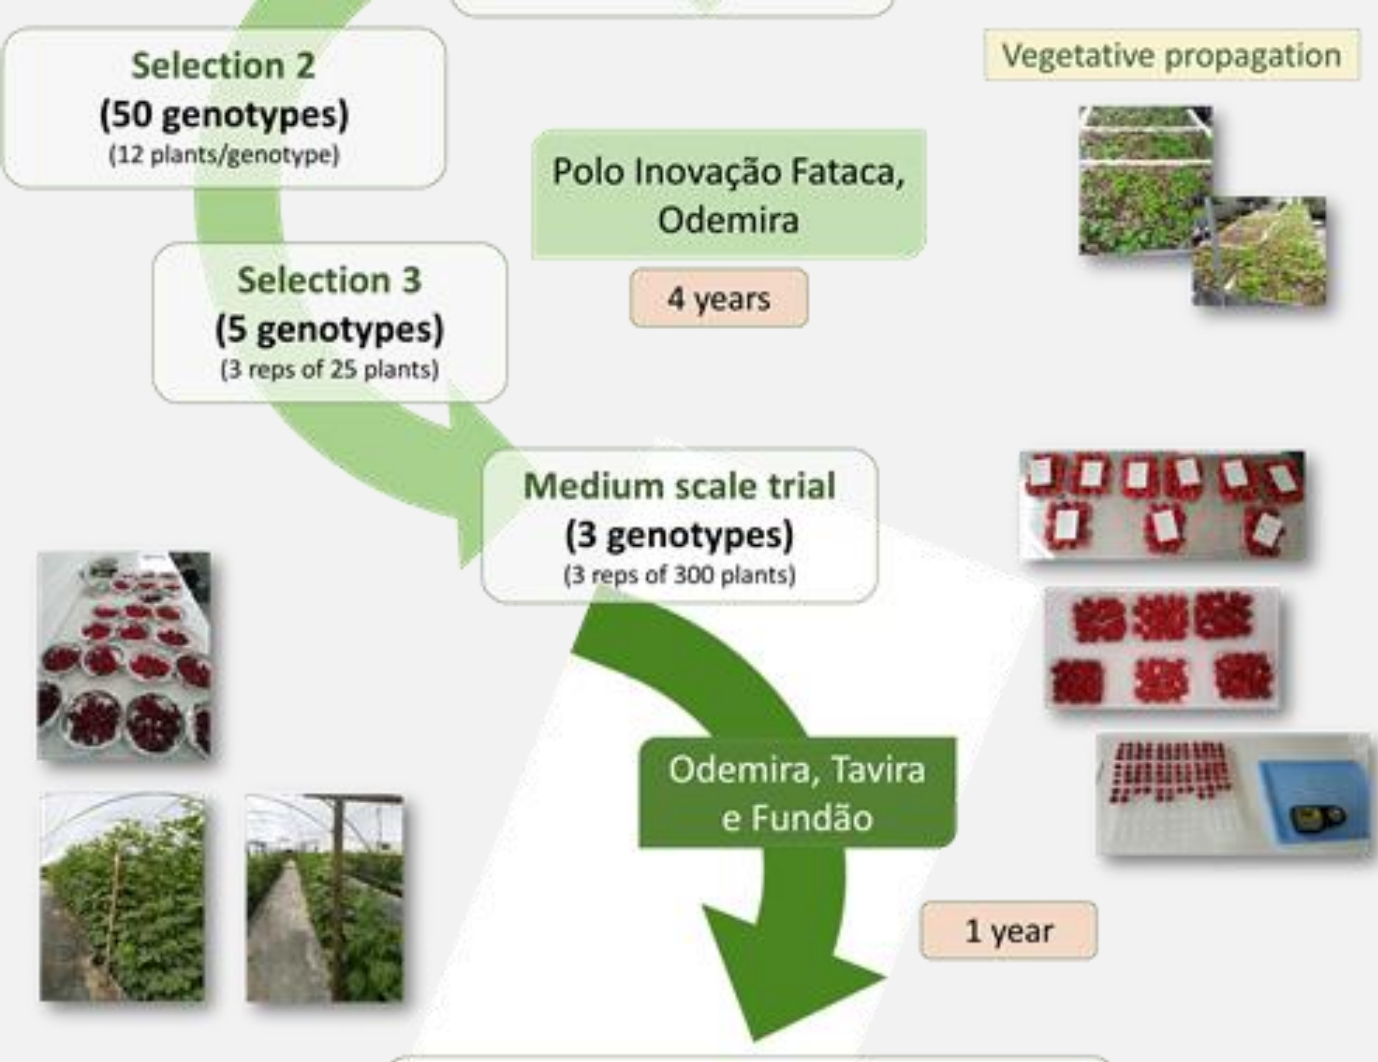 Selection 2
(50 genotypes)
(12 plants/genotype)
Vegetative propagation
Polo Inovação Fataca,
Odemira
4 years
Selection 3
(5 genotypes)
(3 reps of 25 plants)
Medium scale trial
(3 genotypes)
(3 reps of 300 plants)
Odemira, Tavira
e Fundão
1 year